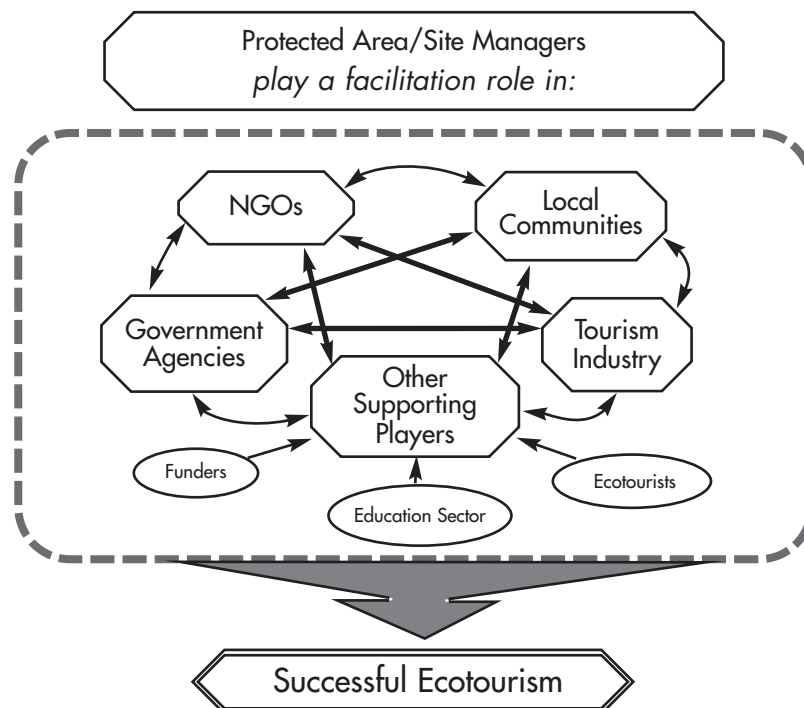 Protected Area/Site Managers
play a facilitation role in:
NGOs
Local
Communities
Government
Agencies
Tourism
Industry
Other
Supporting
Players
Funders
Education Sector
Ecotourists
Successful Ecotourism